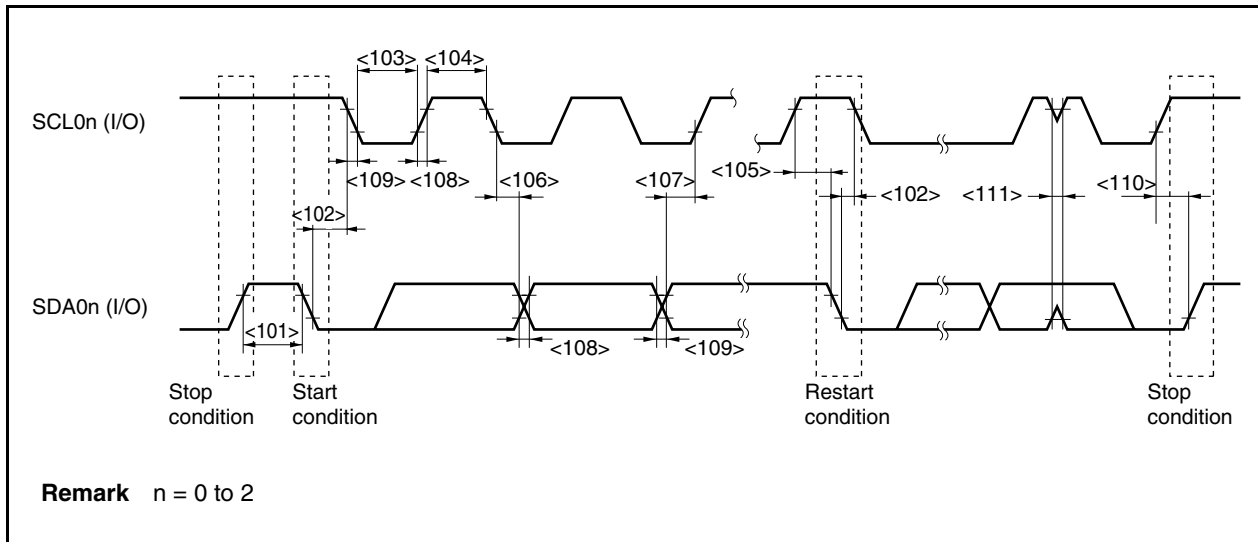 <103> <104>
SCL0n (I/O)
<109> <108> <106> <107> <105> <102> <111> <110>
<102>
SDA0n (I/O)
<101>
<108> <109>
Stop condition
Start condition
Restart condition
Stop condition
Remark n = 0 to 2